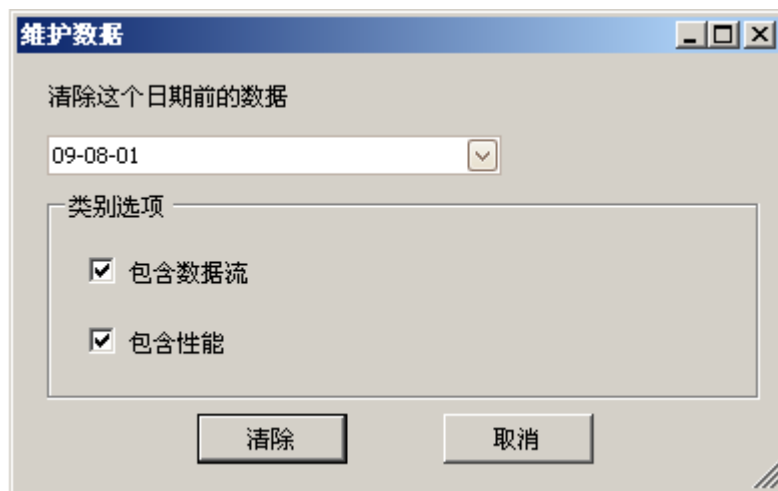 维护数据
清除这个日期前的数据
09-08-01
类别选项
包含数据流
包含性能
清除
取消